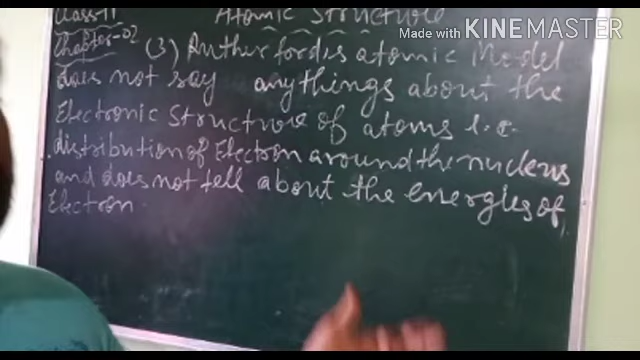 Class-11 Atomic Structure
Made with KINEMASTER
Chapter-02 (3) Rutherfords atomic Model
does not say anythings about the
Electronic Structure of atoms i.e.
distribution of Electron around the nucleus
and does not tell about the energies of
Electron